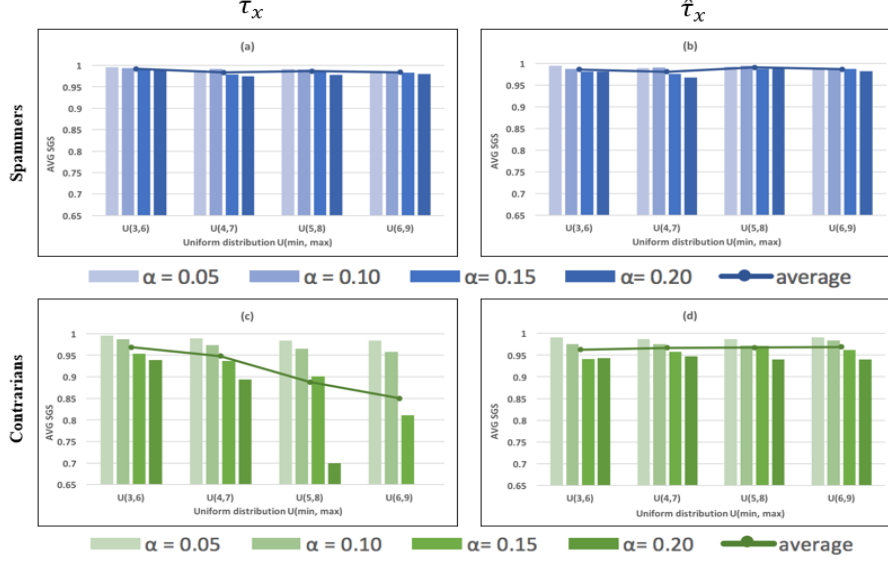 τₓ
τ̂ₓ
Spammers
(a)
AVG SGS
1
0.95
0.9
0.85
0.8
0.75
0.7
0.65
U(3,6) U(4,7) U(5,8) U(6,9)
Uniform distribution U(min, max)
(b)
AVG SGS
1
0.95
0.9
0.85
0.8
0.75
0.7
0.65
U(3,6) U(4,7) U(5,8) U(6,9)
Uniform distribution U(min, max)
α = 0.05 α = 0.10 α= 0.15 α= 0.20 average
Contrarians
(c)
AVG SGS
1
0.95
0.9
0.85
0.8
0.75
0.7
0.65
U(3,6) U(4,7) U(5,8) U(6,9)
Uniform distribution U(min, max)
(d)
AVG SGS
1
0.95
0.9
0.85
0.8
0.75
0.7
0.65
U(3,6) U(4,7) U(5,8) U(6,9)
Uniform distribution U(min, max)
α = 0.05 α = 0.10 α= 0.15 α= 0.20 average